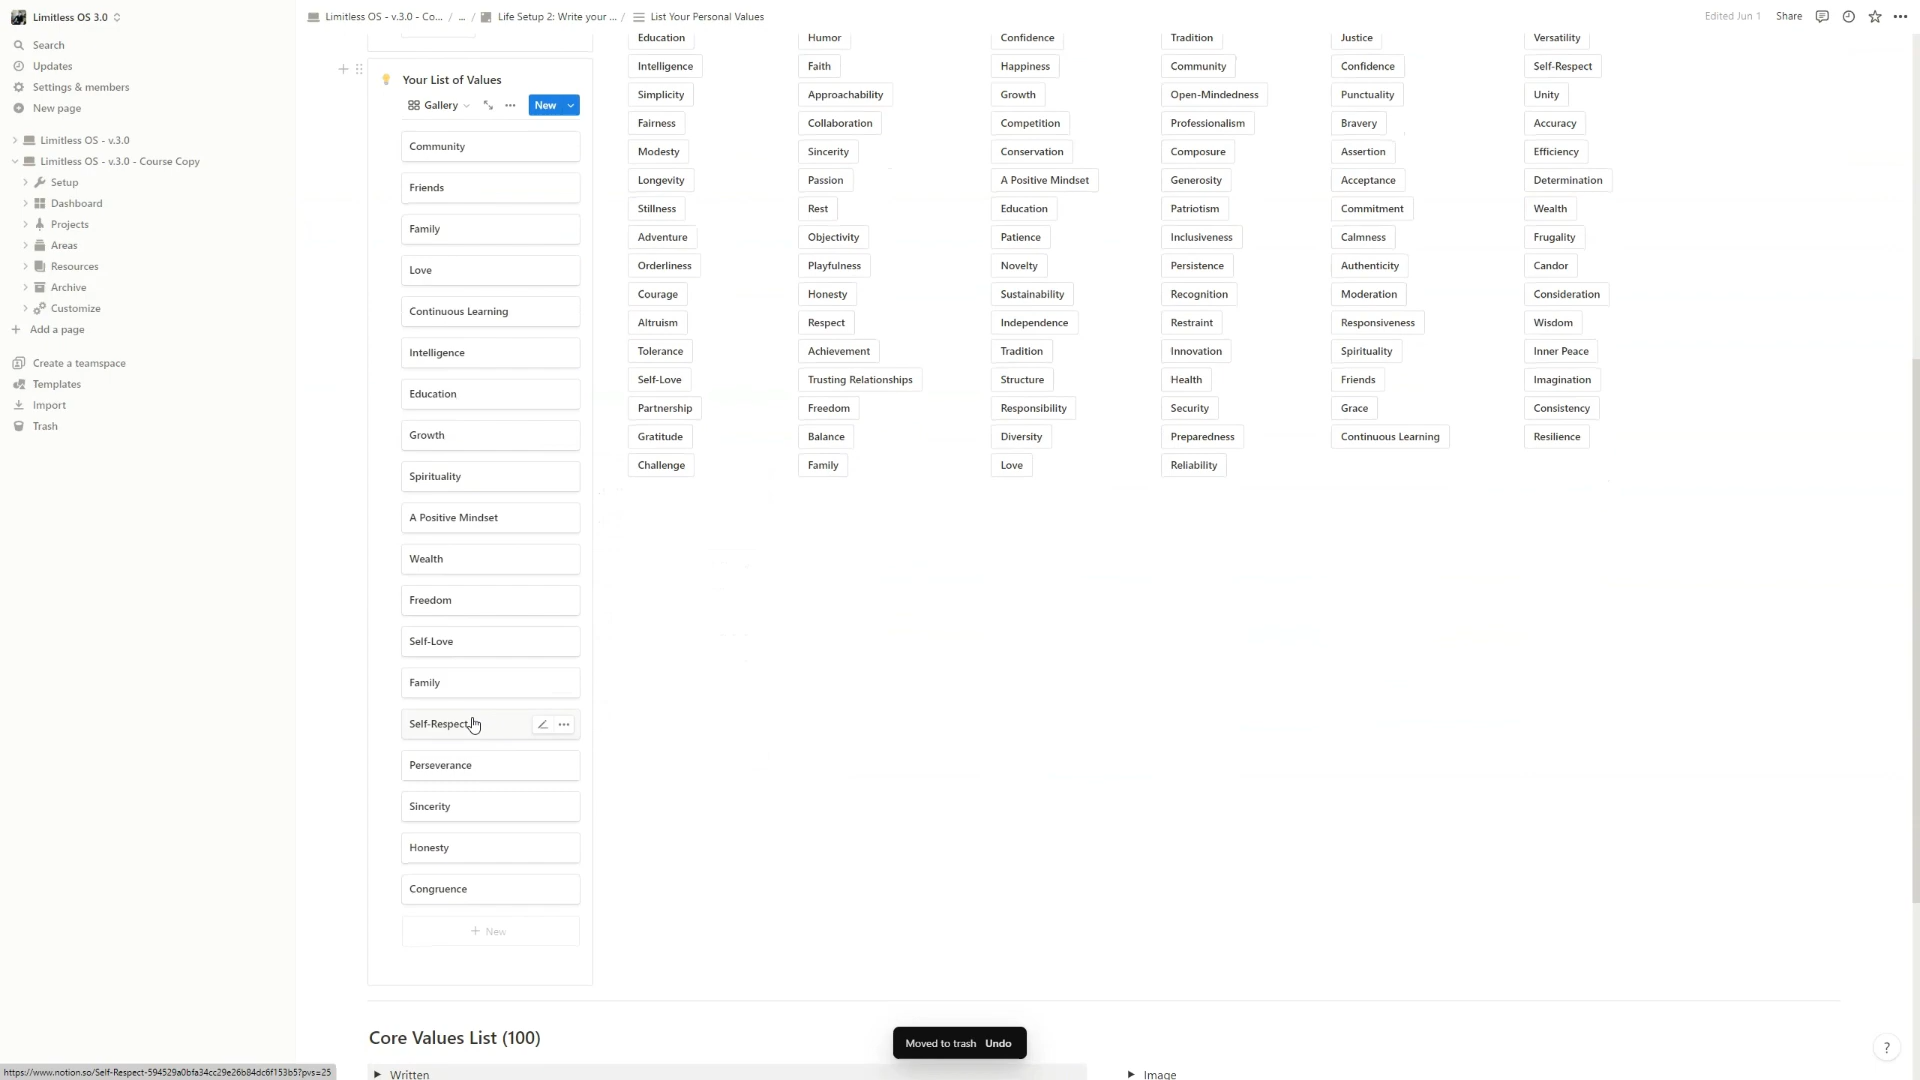 Limitless OS 3.0
Search
Updates
Settings & members
New page
Limitless OS - v.3.0
Limitless OS - v.3.0 - Course Copy
Setup
Dashboard
Projects
Areas
Resources
Archive
Customize
Add a page
Create a teamspace
Templates
Import
Trash
Limitless OS - v.3.0 - Co... / ... / Life Setup 2: Write your ... / List Your Personal Values
Edited Jun 1 Share
Your List of Values
Gallery New
Community
Friends
Family
Love
Continuous Learning
Intelligence
Education
Growth
Spirituality
A Positive Mindset
Wealth
Freedom
Self-Love
Family
Self-Respect
Perseverance
Sincerity
Honesty
Congruence
+ New
Education Humor Confidence Tradition Justice Versatility
Intelligence Faith Happiness Community Confidence Self-Respect
Simplicity Approachability Growth Open-Mindedness Punctuality Unity
Fairness Collaboration Competition Professionalism Bravery Accuracy
Modesty Sincerity Conservation Composure Assertion Efficiency
Longevity Passion A Positive Mindset Generosity Acceptance Determination
Stillness Rest Education Patriotism Commitment Wealth
Adventure Objectivity Patience Inclusiveness Calmness Frugality
Orderliness Playfulness Novelty Persistence Authenticity Candor
Courage Honesty Sustainability Recognition Moderation Consideration
Altruism Respect Independence Restraint Responsiveness Wisdom
Tolerance Achievement Tradition Innovation Spirituality Inner Peace
Self-Love Trusting Relationships Structure Health Friends Imagination
Partnership Freedom Responsibility Security Grace Consistency
Gratitude Balance Diversity Preparedness Continuous Learning Resilience
Challenge Family Love Reliability
Core Values List (100)
Moved to trash Undo
Written
Image
?
https://www.notion.so/Self-Respect-594529a0bfa34cc29e26b84dc6f153b5?pvs=25